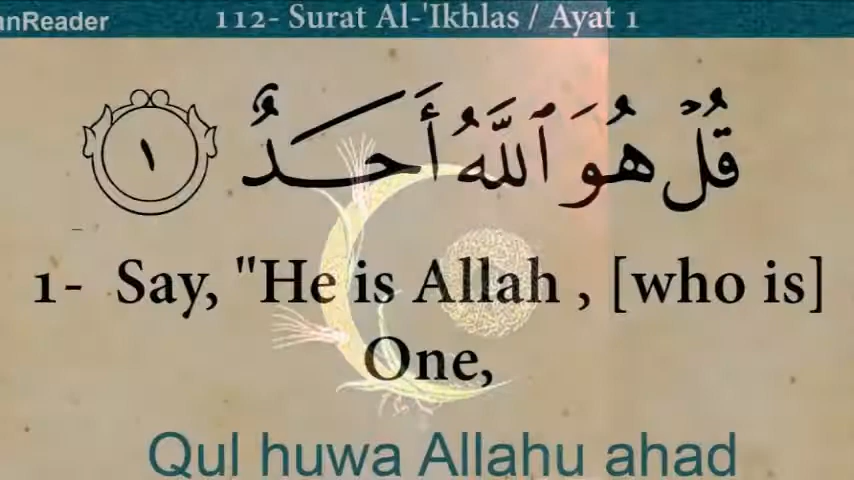 anReader
112- Surat Al-'Ikhlas / Ayat 1
قُلْ هُوَ ٱللَّهُ أَحَدٌ ١
1- Say, "He is Allah , [who is]
One,
Qul huwa Allahu ahad